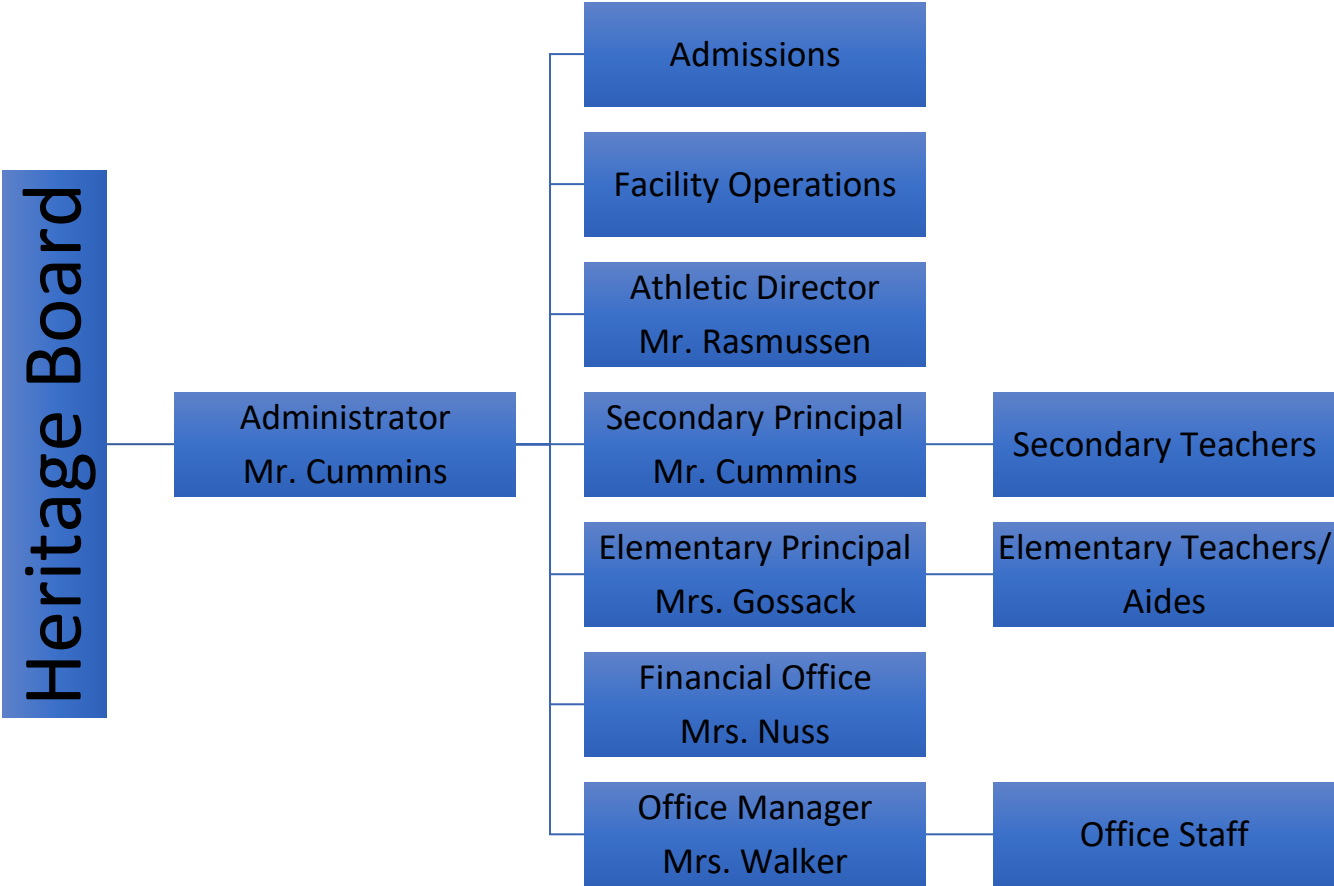 Heritage Board
Administrator
Mr. Cummins
Admissions
Facility Operations
Athletic Director
Mr. Rasmussen
Secondary Principal
Mr. Cummins
Secondary Teachers
Elementary Principal
Mrs. Gossack
Elementary Teachers/
Aides
Financial Office
Mrs. Nuss
Office Manager
Mrs. Walker
Office Staff